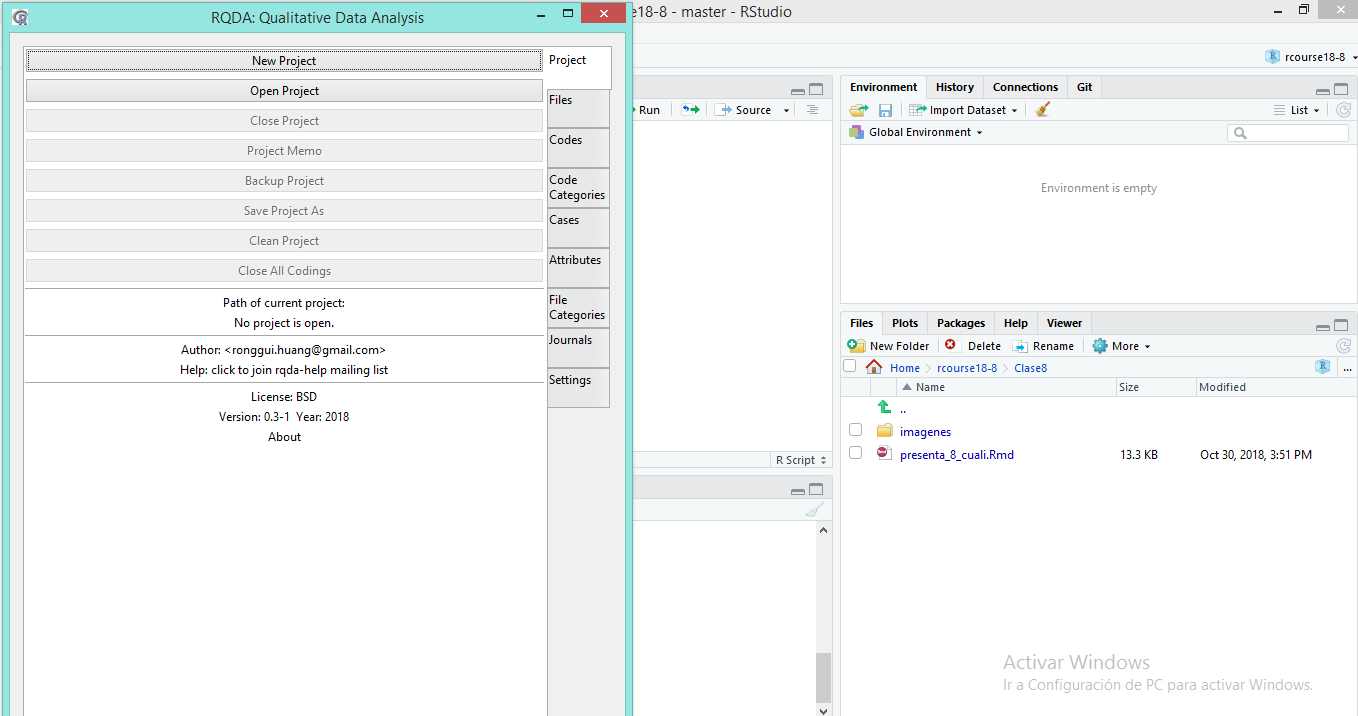 RQDA: Qualitative Data Analysis
New Project
Open Project
Close Project
Project Memo
Backup Project
Save Project As
Clean Project
Close All Codings
Path of current project:
No project is open.
Author: <ronggui.huang@gmail.com>
Help: click to join rqda-help mailing list
License: BSD
Version: 0.3-1 Year: 2018
About
Project
Files
Codes
Code
Categories
Cases
Attributes
File
Categories
Journals
Settings
e18-8 - master - RStudio
rcourse18-8
Run
Source
R Script
Environment History Connections Git
Import Dataset
List
Global Environment
Environment is empty
Files Plots Packages Help Viewer
New Folder Delete Rename More
Home rcourse18-8 Clase8
...
Name Size Modified
..
imagenes
presenta_8_cuali.Rmd 13.3 KB Oct 30, 2018, 3:51 PM
Activar Windows
Ir a Configuración de PC para activar Windows.